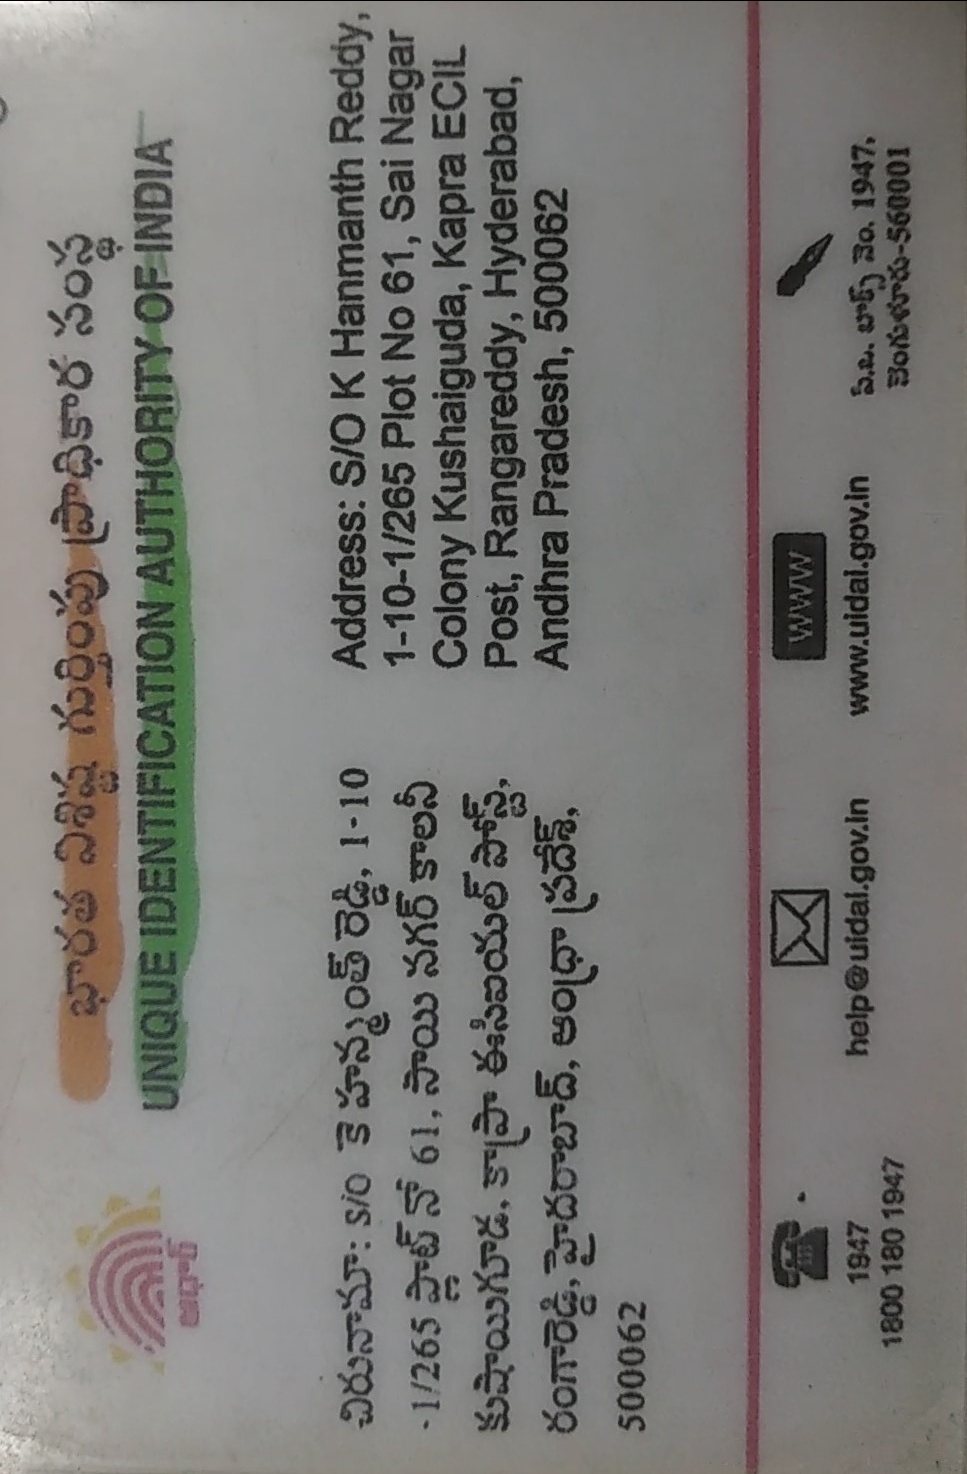 భారత విశిష్ట గుర్తింపు ప్రాధికార సంస్థ
UNIQUE IDENTIFICATION AUTHORITY OF INDIA
ఆధార్
చిరునామా: S/O కె హన్మంత్ రెడ్డి, 1-10
-1/265 ప్లాట్ నో 61, సాయి నగర్ కాలనీ
కుషాయిగూడ, కాప్రా ఈసిఐయల్ పోస్ట్,
రంగారెడ్డి, హైదరాబాద్, ఆంధ్రా ప్రదేశ్,
500062
Address: S/O K Hanmanth Reddy,
1-10-1/265 Plot No 61, Sai Nagar
Colony Kushaiguda, Kapra ECIL
Post, Rangareddy, Hyderabad,
Andhra Pradesh, 500062
1947
1800 180 1947
help@uidai.gov.in
WWW
www.uidai.gov.in
పి.బి. బాక్స్ నెం. 1947,
బెంగుళూరు-560001